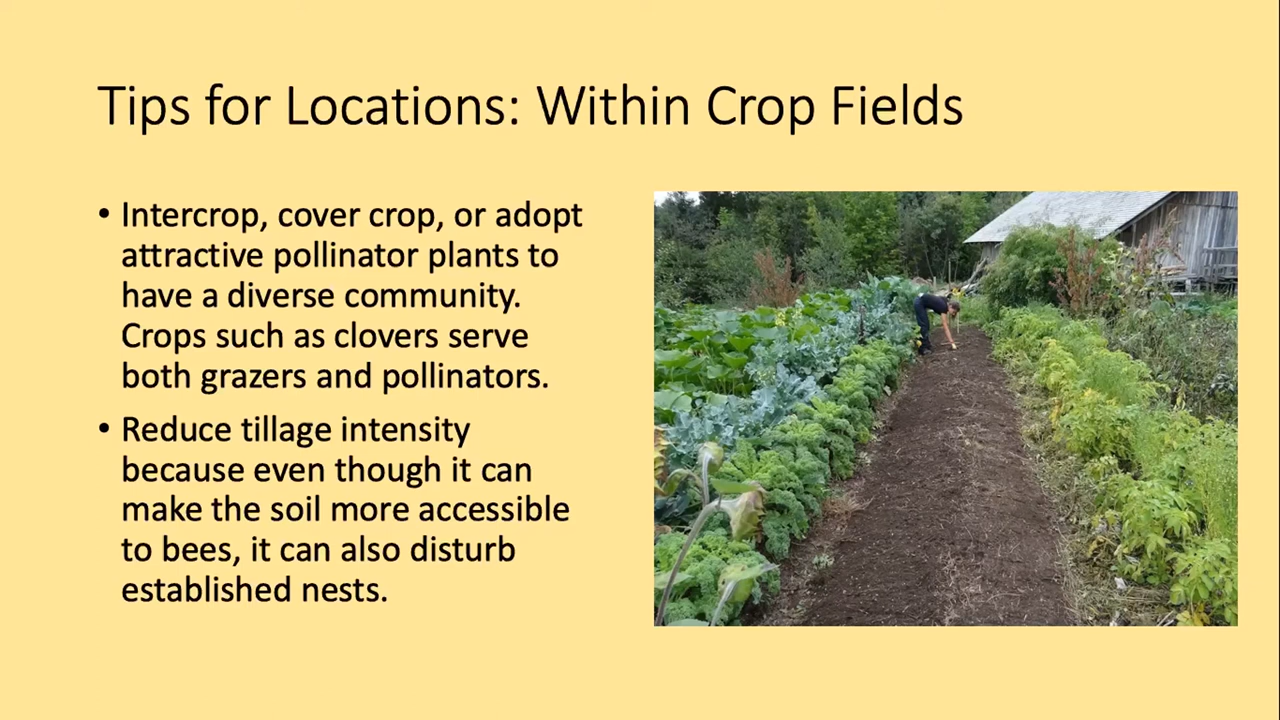 Tips for Locations: Within Crop Fields
• Intercrop, cover crop, or adopt
attractive pollinator plants to
have a diverse community.
Crops such as clovers serve
both grazers and pollinators.
• Reduce tillage intensity
because even though it can
make the soil more accessible
to bees, it can also disturb
established nests.